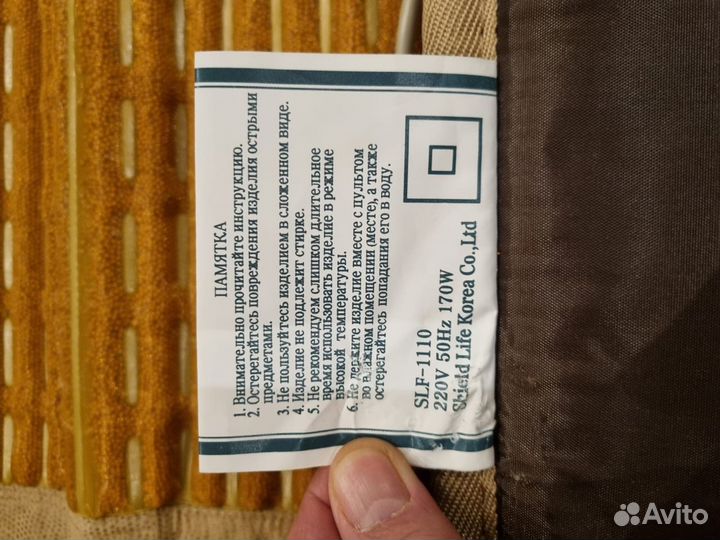 ПАМЯТКА
1. Внимательно прочитайте инструкцию.
2. Остерегайтесь повреждения изделия острыми
предметами.
3. Не пользуйтесь изделием в сложенном виде.
4. Изделие не подлежит стирке.
5. Не рекомендуем слишком длительное
время использовать изделие в режиме
высокой температуры.
6. Не держите изделие вместе с пультом
во влажном помещении (месте), а также
остерегайтесь попадания его в воду.
SLF-1110
220V 50Hz 170W
Shield Life Korea Co.,Ltd
Avito